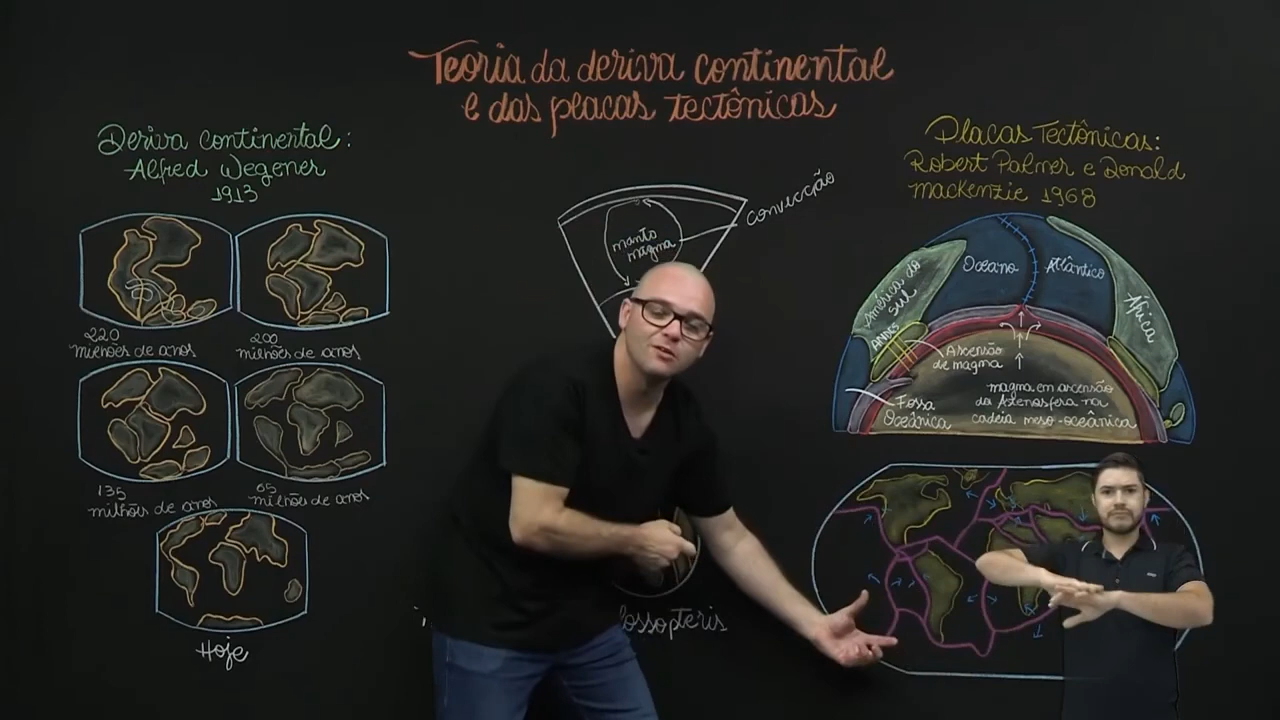 Teoria da deriva continental
e das placas tectônicas
Deriva continental:
Alfred Wegener
1913
220
milhões de anos
200
milhões de anos
135
milhões de anos
65
milhões de anos
Hoje
convecção
manto
magma
lossopteris
Placas Tectônicas:
Robert Palmer e Donald
Mackenzie 1968
Oceano Atlântico
América do
Sul
África
ANDES
Ascensão
de magma
Fossa
Oceânica
magma em ascensão
da Astenosfera na
cadeia meso-oceânica